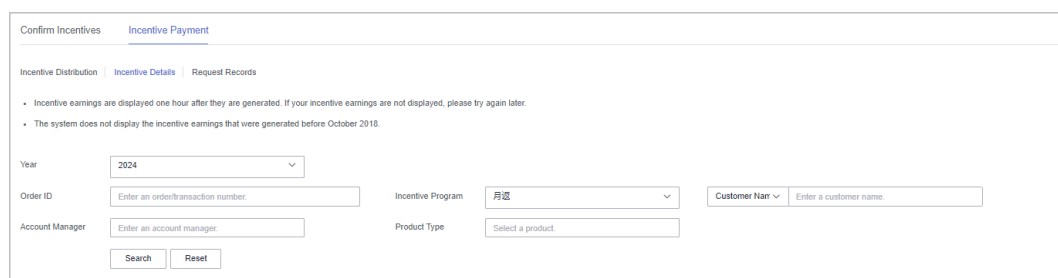 Confirm Incentives Incentive Payment
Incentive Distribution Incentive Details Request Records
Incentive earnings are displayed one hour after they are generated. If your incentive earnings are not displayed, please try again later.
The system does not display the incentive earnings that were generated before October 2018.
Year 2024
Order ID Enter an order/transaction number. Incentive Program 月返 Customer Nam Enter a customer name.
Account Manager Enter an account manager. Product Type Select a product.
Search Reset